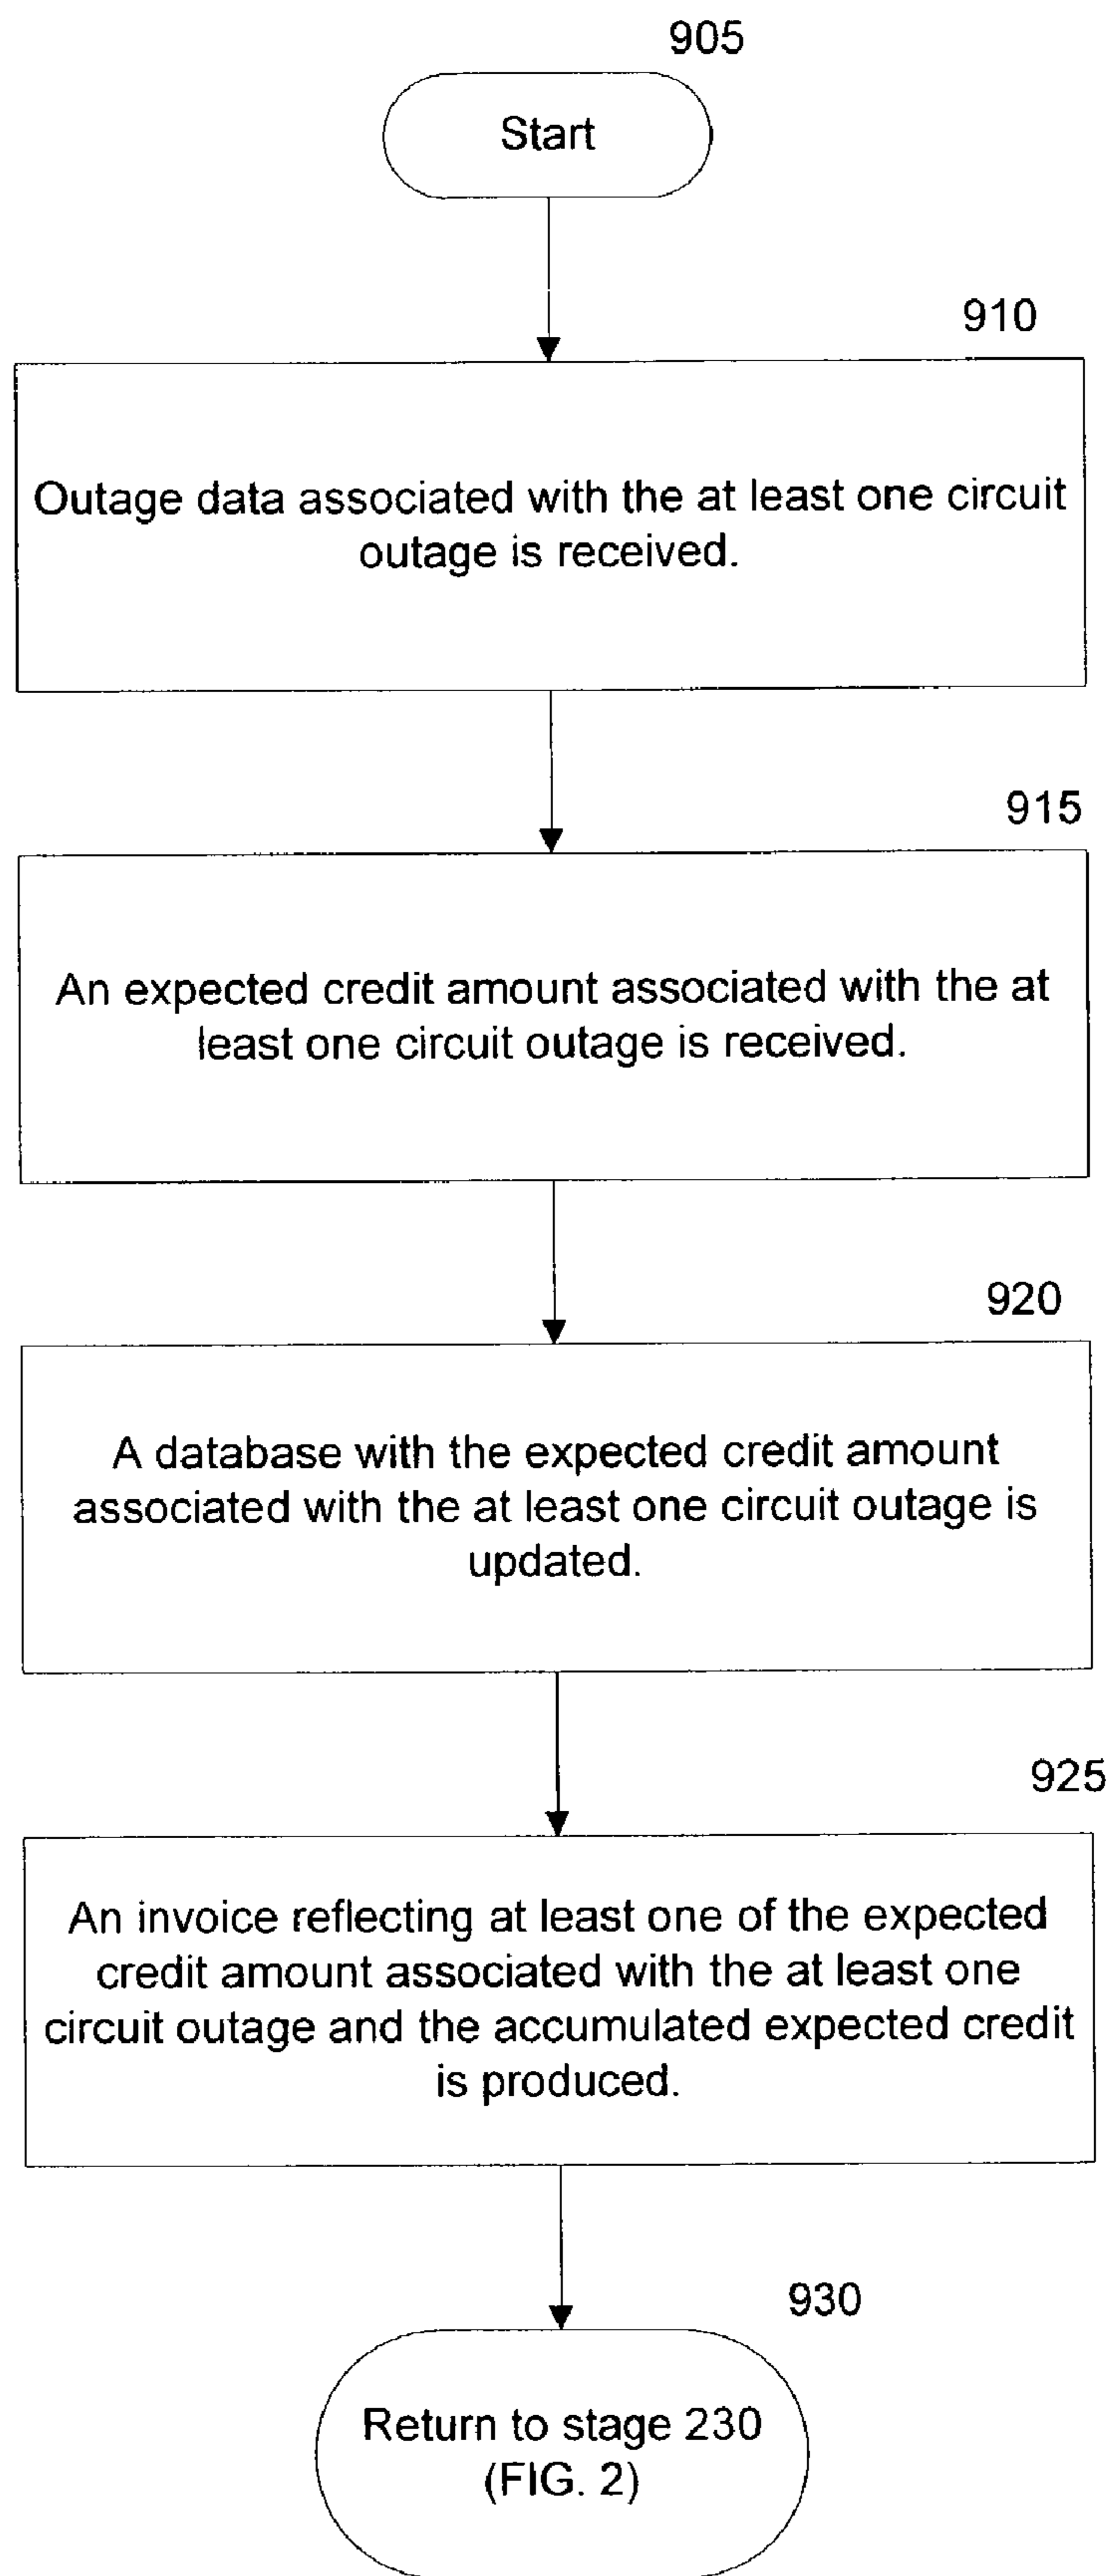 905
Start
910
Outage data associated with the at least one circuit
outage is received.
915
An expected credit amount associated with the at
least one circuit outage is received.
920
A database with the expected credit amount
associated with the at least one circuit outage is
updated.
925
An invoice reflecting at least one of the expected
credit amount associated with the at least one
circuit outage and the accumulated expected credit
is produced.
930
Return to stage 230
(FIG. 2)